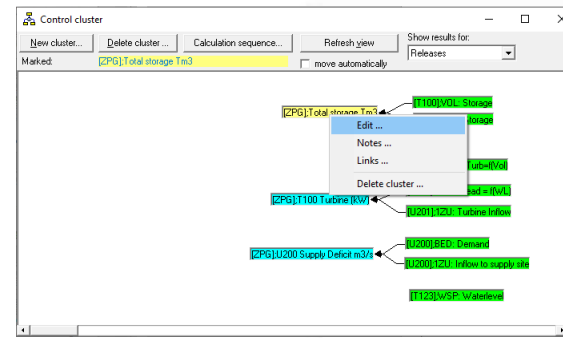 Control cluster
New cluster...
Delete cluster ...
Calculation sequence...
Refresh view
Show results for:
Releases
Marked:
[ZPG];Total storage Tm3
move automatically
[T100];VOL: Storage
[ZPG];Total storage Tm3
Storage
Edit ...
Notes ...
Links ...
Delete cluster ...
Turb=f(Vol)
ead = f(WL)
[ZPG];T100 Turbine [kW]
[U201];1ZU: Turbine Inflow
[U200];BED: Demand
[ZPG];U200 Supply Deficit m3/s
[U200];1ZU: Inflow to supply site
[T123];WSP: Waterlevel